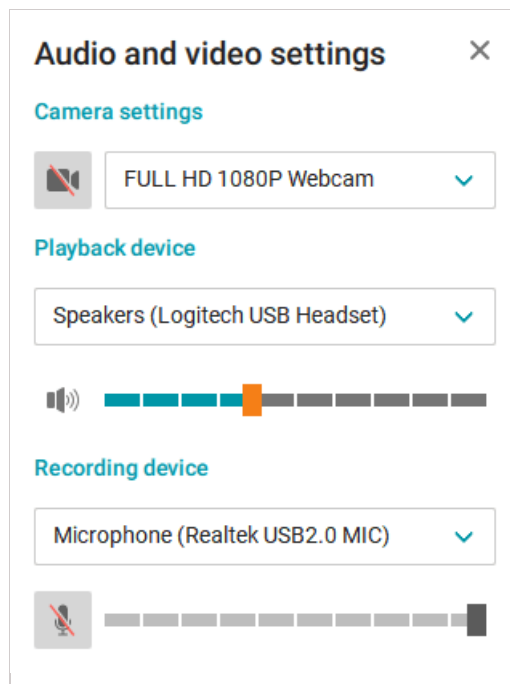 Audio and video settings
Camera settings
FULL HD 1080P Webcam
Playback device
Speakers (Logitech USB Headset)
Recording device
Microphone (Realtek USB2.0 MIC)